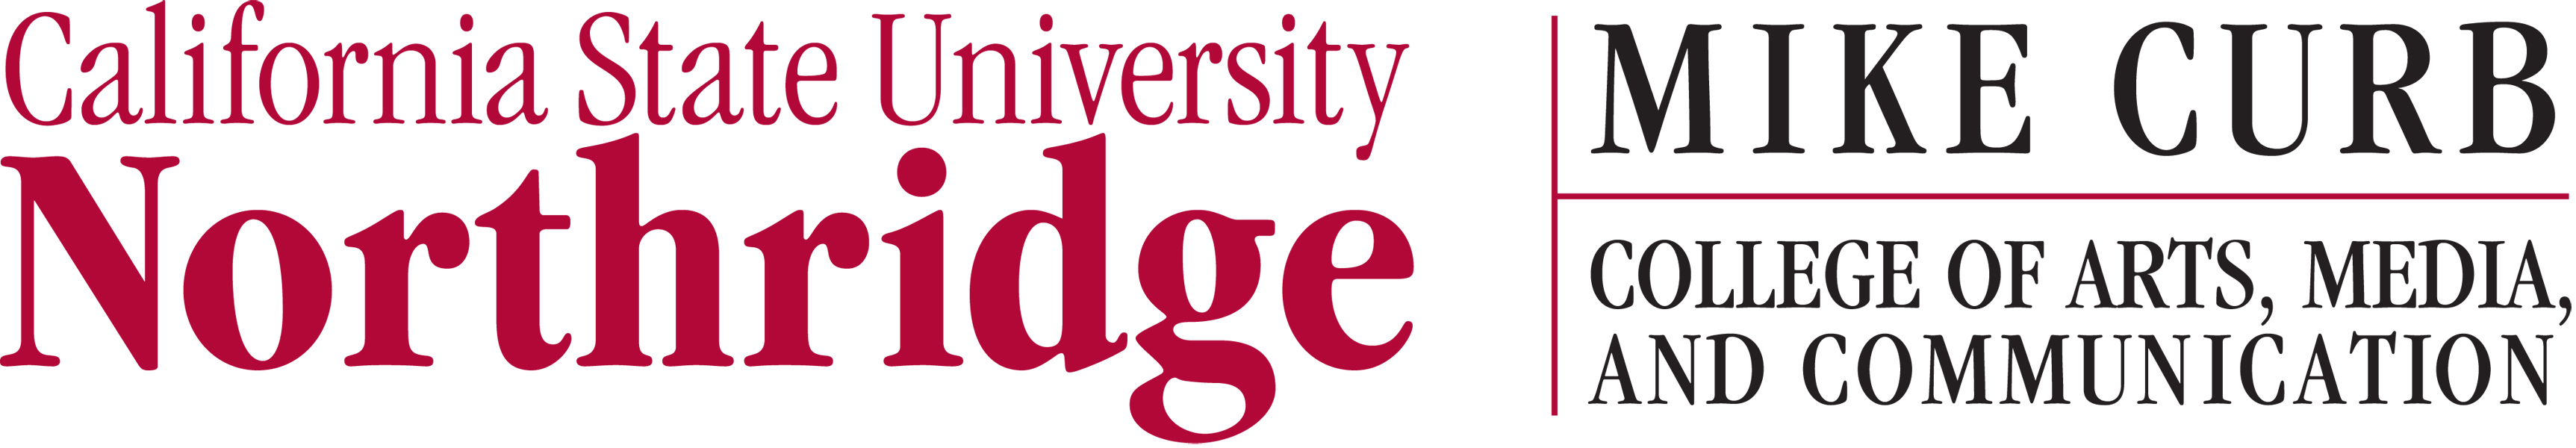 California State University
Northridge
MIKE CURB
COLLEGE OF ARTS, MEDIA,
AND COMMUNICATION